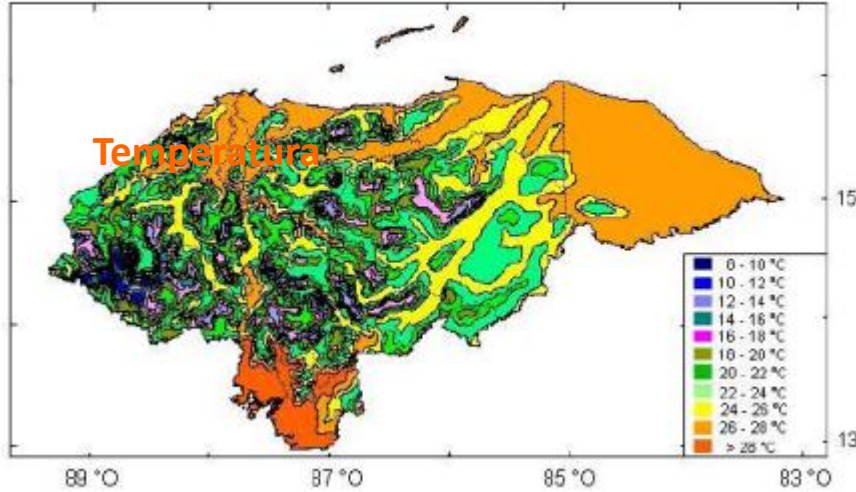 Temperatura
15
8 - 10 °C
10 - 12 °C
12 - 14 °C
14 - 16 °C
16 - 18 °C
18 - 20 °C
20 - 22 °C
22 - 24 °C
24 - 26 °C
26 - 28 °C
> 28 °C
13
89 °O
87 °O
85 °O
83 °O